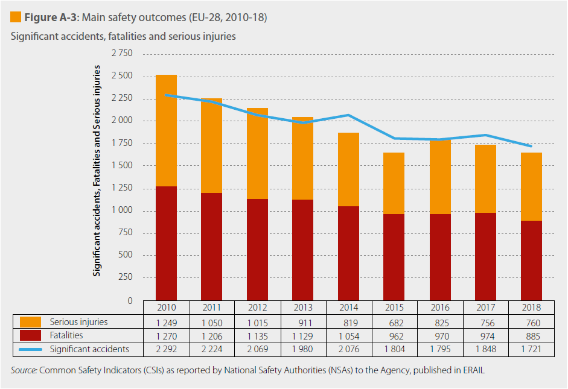 Figure A-3: Main safety outcomes (EU-28, 2010-18)
Significant accidents, fatalities and serious injuries
Significant accidents, Fatalities and Serious injuries
2 750
2 500
2 250
2 000
1 750
1 500
1 250
1 000
750
500
250
0
2010 2011 2012 2013 2014 2015 2016 2017 2018
Serious injuries 1 249 1 050 1 015 911 819 682 825 756 760
Fatalities 1 270 1 206 1 135 1 129 1 054 962 970 974 885
Significant accidents 2 292 2 224 2 069 1 980 2 076 1 804 1 795 1 848 1 721
Source: Common Safety Indicators (CSIs) as reported by National Safety Authorities (NSAs) to the Agency, published in ERAIL